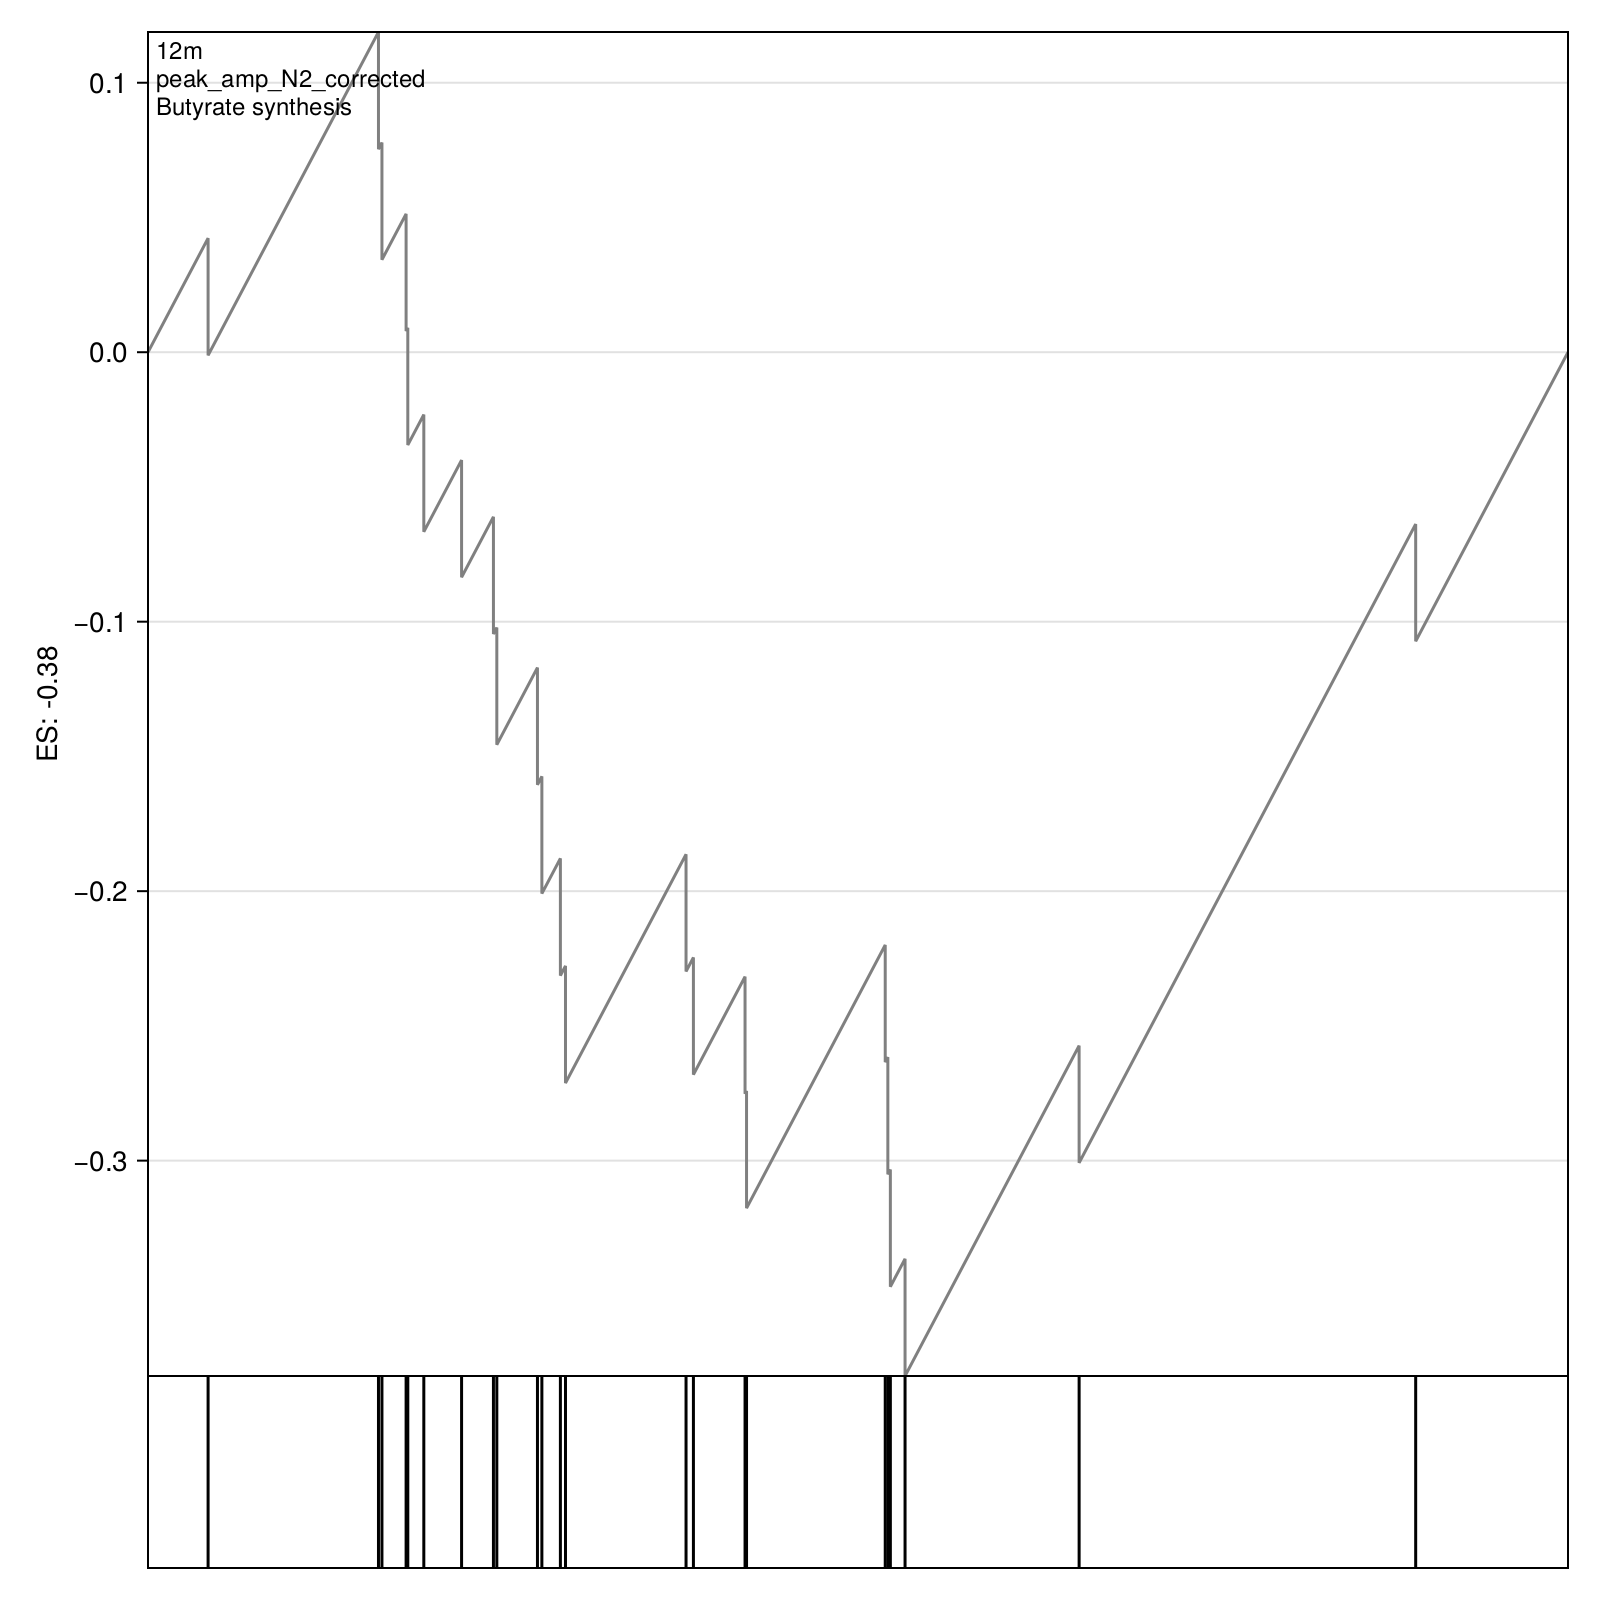 12m
peak_amp_N2_corrected
Butyrate synthesis
0.1
0.0
−0.1
−0.2
−0.3
ES: -0.38